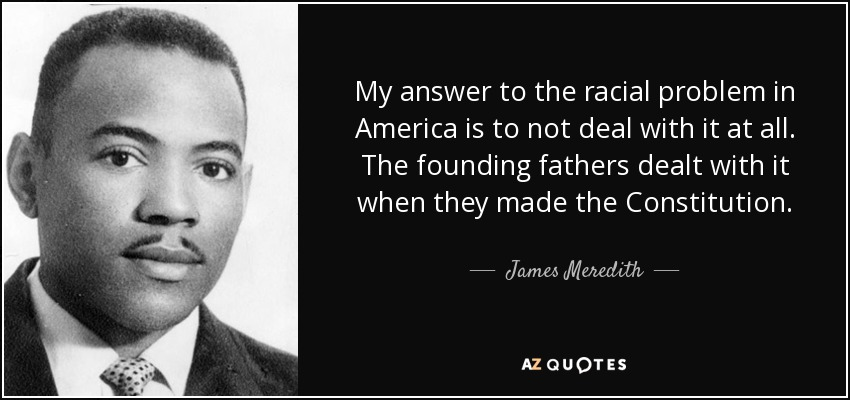 My answer to the racial problem in
America is to not deal with it at all.
The founding fathers dealt with it
when they made the Constitution.
James Meredith
AZ QUOTES